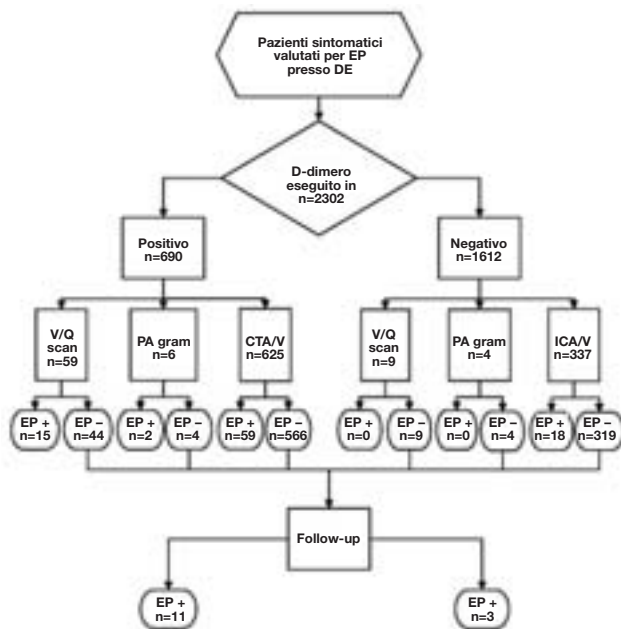 Pazienti sintomatici
valutati per EP
presso DE
D-dimero
eseguito in
n=2302
Positivo
n=690
Negativo
n=1612
V/Q
scan
n=59
PA gram
n=6
CTA/V
n=625
V/Q
scan
n=9
PA gram
n=4
ICA/V
n=337
EP +
n=15
EP –
n=44
EP +
n=2
EP –
n=4
EP +
n=59
EP –
n=566
EP +
n=0
EP –
n=9
EP +
n=0
EP –
n=4
EP +
n=18
EP –
n=319
Follow-up
EP +
n=11
EP +
n=3